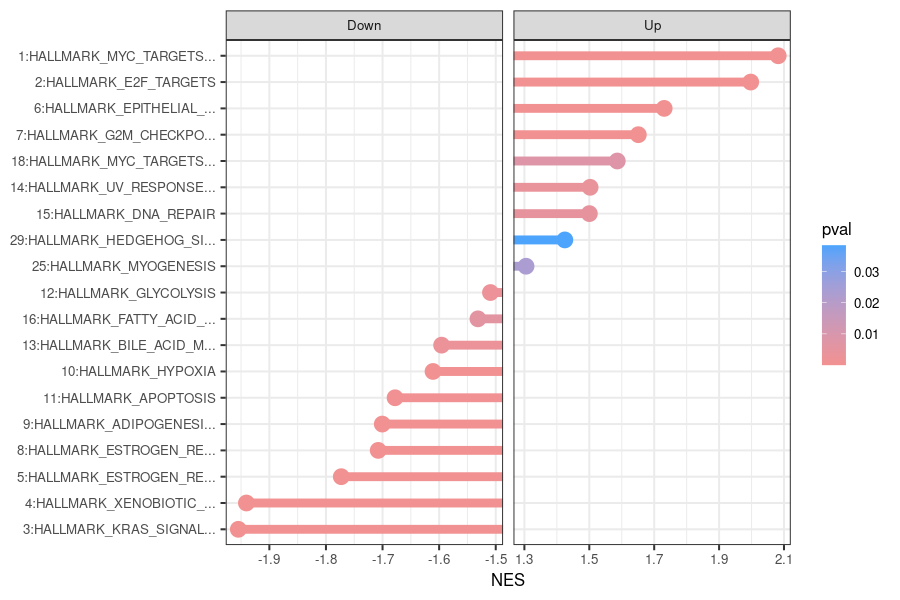 Down Up
1:HALLMARK_MYC_TARGETS...
2:HALLMARK_E2F_TARGETS
6:HALLMARK_EPITHELIAL_...
7:HALLMARK_G2M_CHECKPO...
18:HALLMARK_MYC_TARGETS...
14:HALLMARK_UV_RESPONSE...
15:HALLMARK_DNA_REPAIR
29:HALLMARK_HEDGEHOG_SI...
25:HALLMARK_MYOGENESIS
12:HALLMARK_GLYCOLYSIS
16:HALLMARK_FATTY_ACID_...
13:HALLMARK_BILE_ACID_M...
10:HALLMARK_HYPOXIA
11:HALLMARK_APOPTOSIS
9:HALLMARK_ADIPOGENESI...
8:HALLMARK_ESTROGEN_RE...
5:HALLMARK_ESTROGEN_RE...
4:HALLMARK_XENOBIOTIC_...
3:HALLMARK_KRAS_SIGNAL...
-1.9 -1.8 -1.7 -1.6 -1.5 1.3 1.5 1.7 1.9 2.1
NES
pval
0.03
0.02
0.01